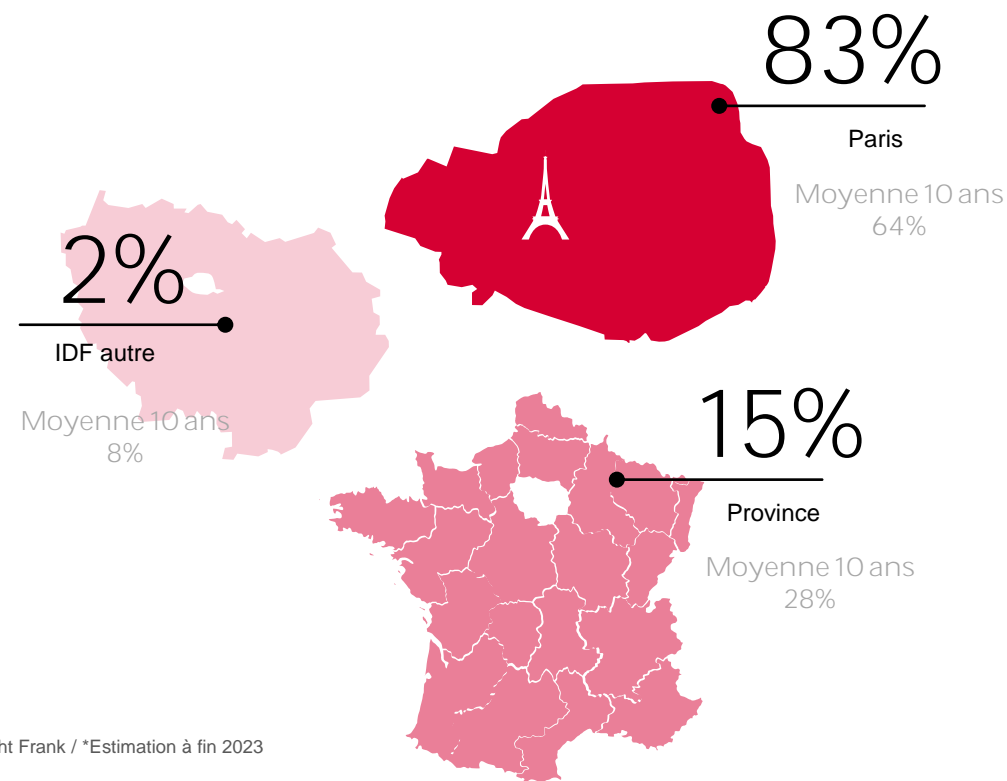 83%
Paris
Moyenne 10 ans
64%
2%
IDF autre
Moyenne 10 ans
8%
15%
Province
Moyenne 10 ans
28%
Frank / *Estimation à fin 2023